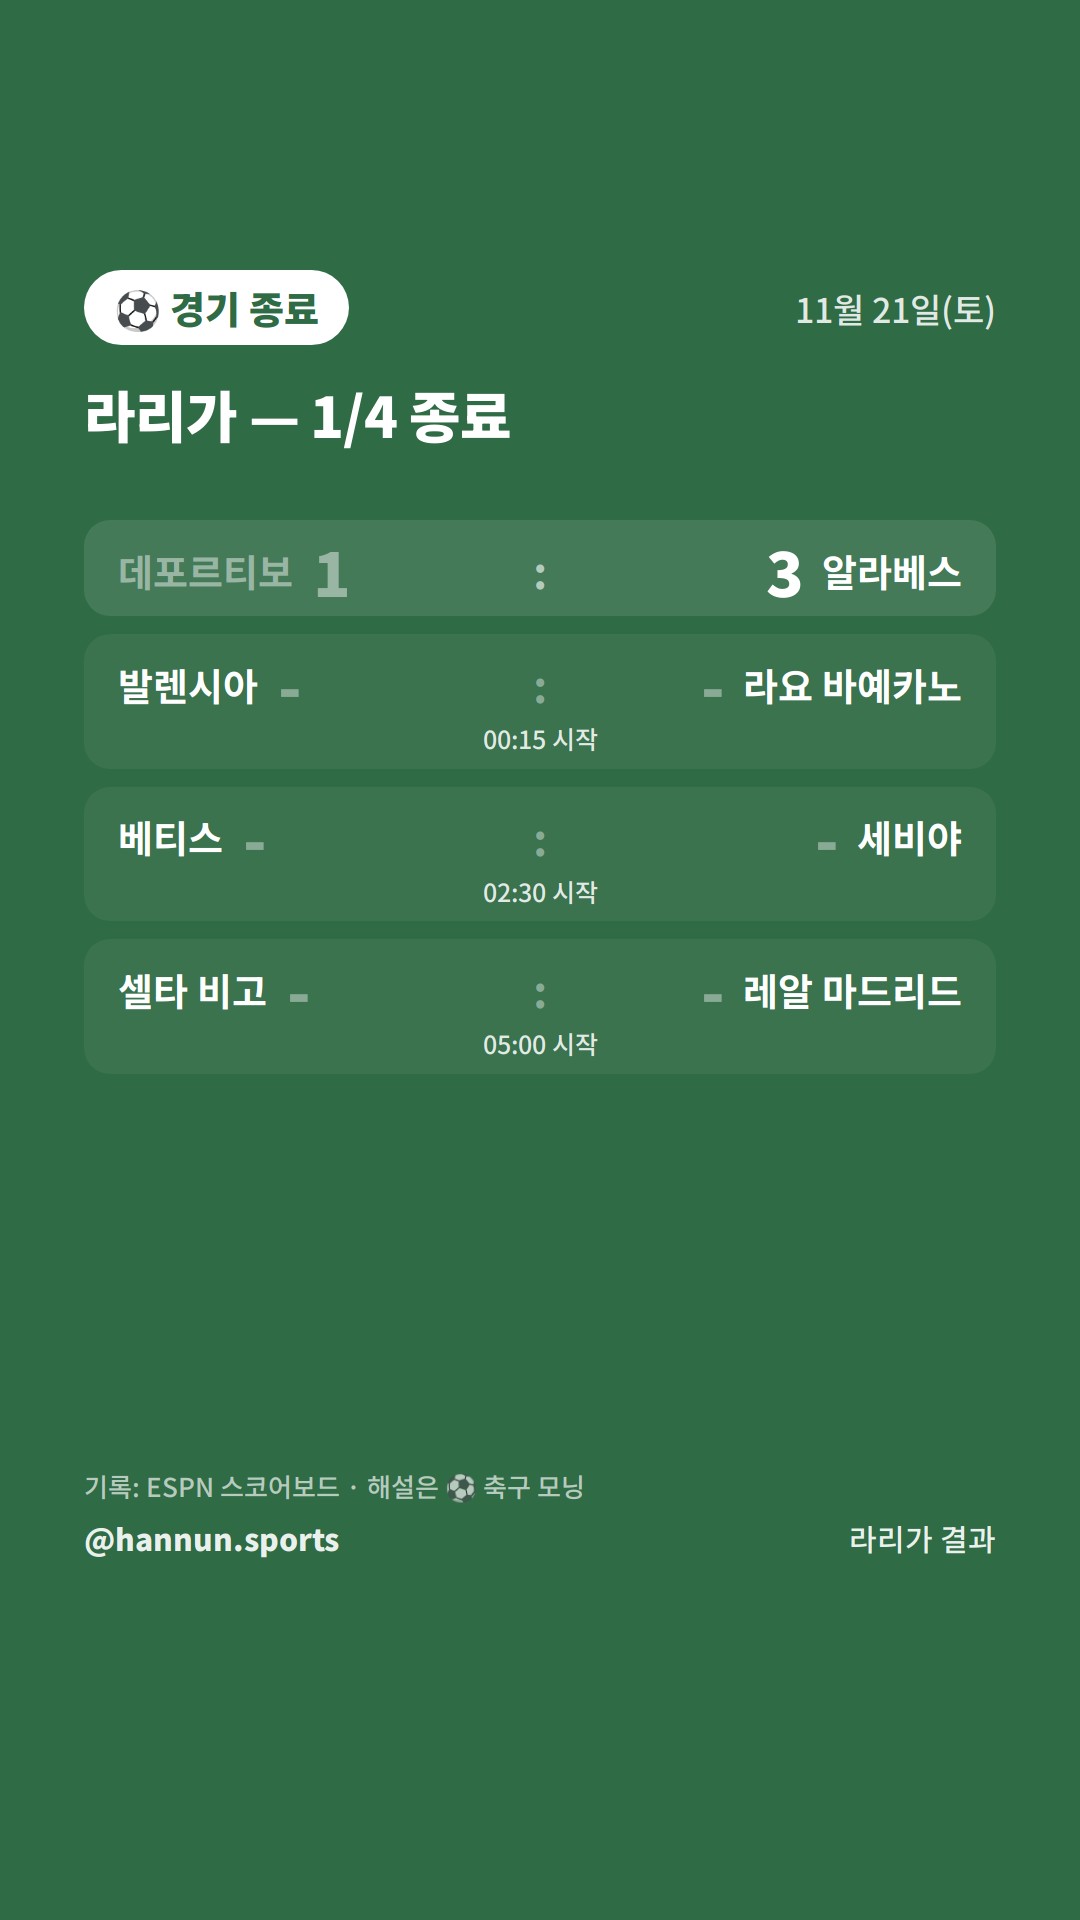 ⚽ 경기 종료
11월 21일(토)
라리가 — 1/4 종료
데포르티보 1 : 3 알라베스
발렌시아 - : - 라요 바예카노
00:15 시작
베티스 - : - 세비야
02:30 시작
셀타 비고 - : - 레알 마드리드
05:00 시작
기록: ESPN 스코어보드 · 해설은 ⚽ 축구 모닝
@hannun.sports
라리가 결과